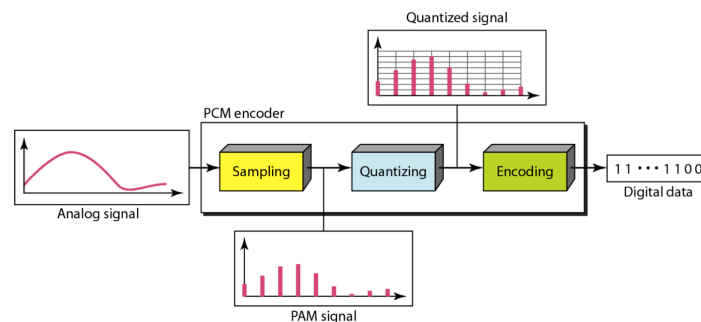 Quantized signal
PCM encoder
Sampling
Quantizing
Encoding
11 ••• 1100
Digital data
Analog signal
PAM signal